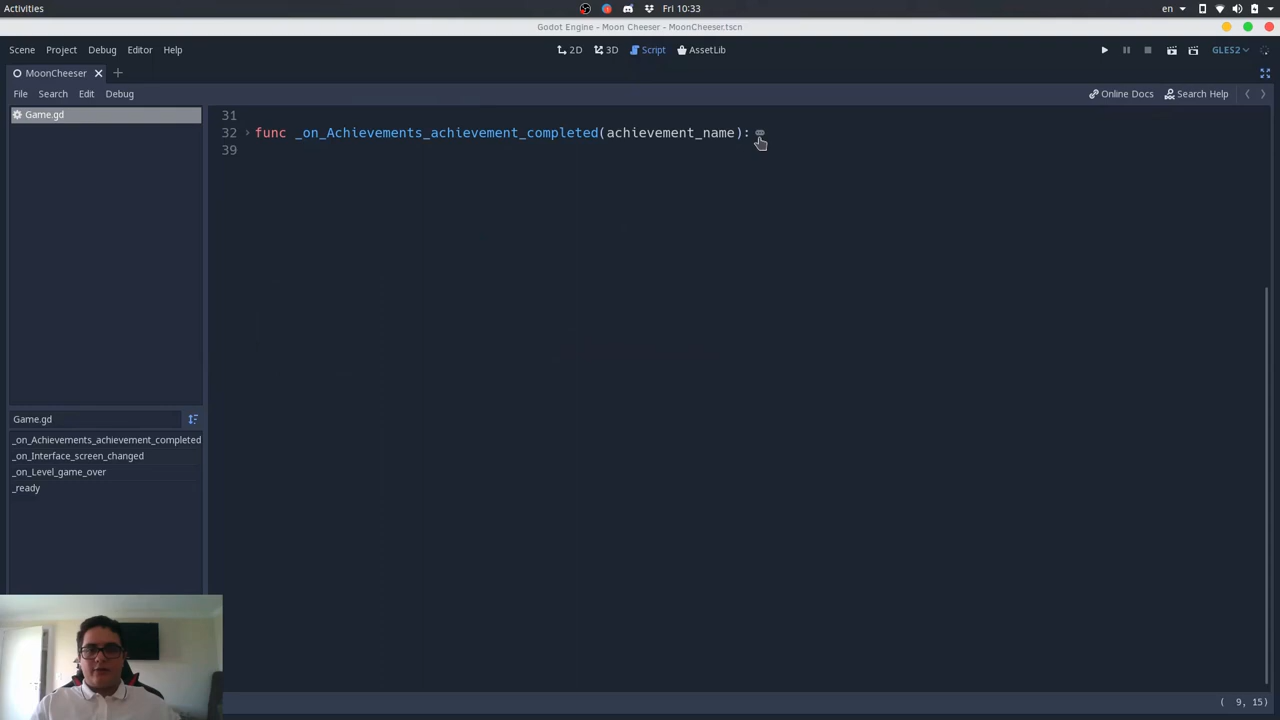 Activities
Fri 10:33
en
Godot Engine - Moon Cheeser - MoonCheeser.tscn
Scene Project Debug Editor Help
2D 3D Script AssetLib
GLES2
MoonCheeser
File Search Edit Debug
Online Docs Search Help
Game.gd
31
32 func _on_Achievements_achievement_completed(achievement_name):
39
Game.gd
_on_Achievements_achievement_completed
_on_Interface_screen_changed
_on_Level_game_over
_ready
( 9, 15)